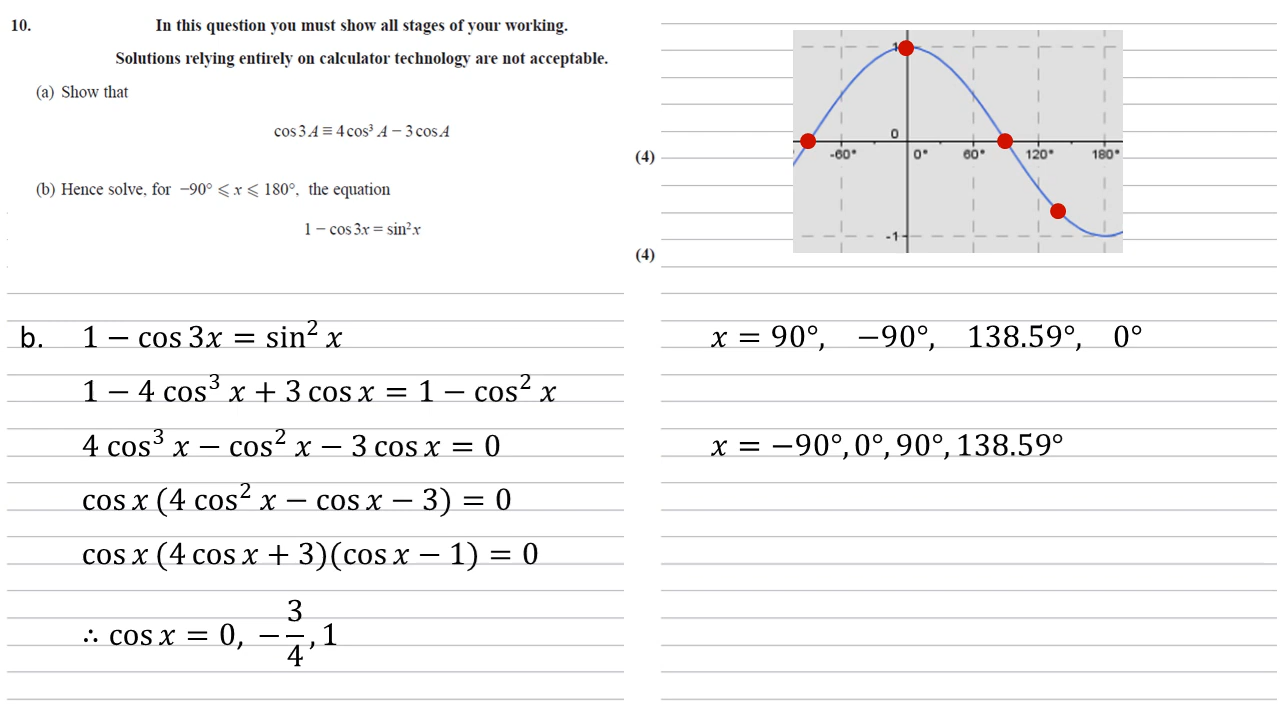 10. In this question you must show all stages of your working.
Solutions relying entirely on calculator technology are not acceptable.
(a) Show that
cos 3A ≡ 4 cos³ A − 3 cos A
(4)
(b) Hence solve, for −90° ⩽ x ⩽ 180°, the equation
1 − cos 3x = sin² x
(4)
b. 1 − cos 3x = sin² x
1 − 4 cos³ x + 3 cos x = 1 − cos² x
4 cos³ x − cos² x − 3 cos x = 0
cos x (4 cos² x − cos x − 3) = 0
cos x (4 cos x + 3)(cos x − 1) = 0
∴ cos x = 0, −3/4, 1
1
0
-60° 0° 60° 120° 180°
-1
x = 90°, −90°, 138.59°, 0°
x = −90°, 0°, 90°, 138.59°